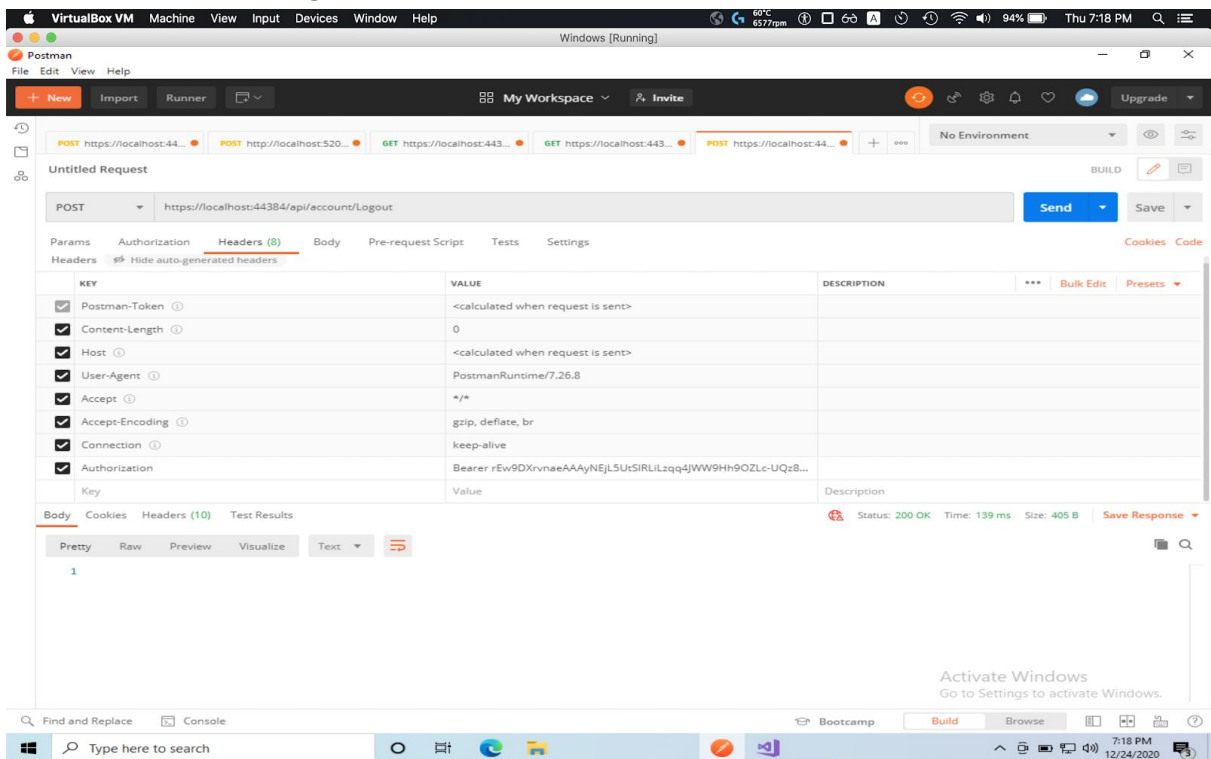 VirtualBox VM Machine View Input Devices Window Help 60°C 6577rpm A 94% Thu 7:18 PM
Windows [Running]
Postman
File Edit View Help
+ New Import Runner My Workspace Invite Upgrade
POST https://localhost:44... POST http://localhost:520... GET https://localhost:443... GET https://localhost:443... POST https://localhost:44... + ooo No Environment
Untitled Request BUILD
POST https://localhost:44384/api/account/Logout Send Save
Params Authorization Headers (8) Body Pre-request Script Tests Settings Cookies Code
Headers Hide auto-generated headers
KEY VALUE DESCRIPTION ••• Bulk Edit Presets
Postman-Token <calculated when request is sent>
Content-Length 0
Host <calculated when request is sent>
User-Agent PostmanRuntime/7.26.8
Accept */*
Accept-Encoding gzip, deflate, br
Connection keep-alive
Authorization Bearer rEw9DXrvnaeAAAyNEjL5UtSIRLiLzqq4JWW9Hh9OZLc-UQz8...
Key Value Description
Body Cookies Headers (10) Test Results Status: 200 OK Time: 139 ms Size: 405 B Save Response
Pretty Raw Preview Visualize Text
1
Activate Windows
Go to Settings to activate Windows.
Find and Replace Console Bootcamp Build Browse
Type here to search 7:18 PM
12/24/2020 3